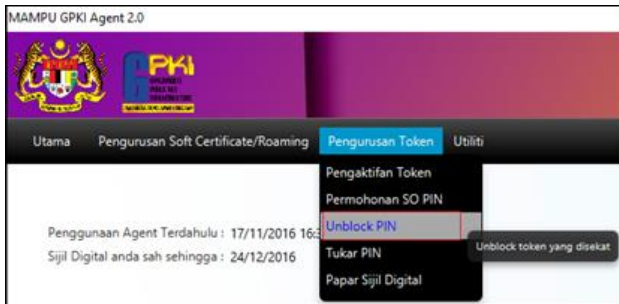 MAMPU GPKI Agent 2.0
GPKI
Utama Pengurusan Soft Certificate/Roaming Pengurusan Token Utiliti
Pengaktifan Token
Permohonan SO PIN
Penggunaan Agent Terdahulu : 17/11/2016 16:3
Unblock PIN
Unblock token yang disekat
Sijil Digital anda sah sehingga : 24/12/2016
Tukar PIN
Papar Sijil Digital